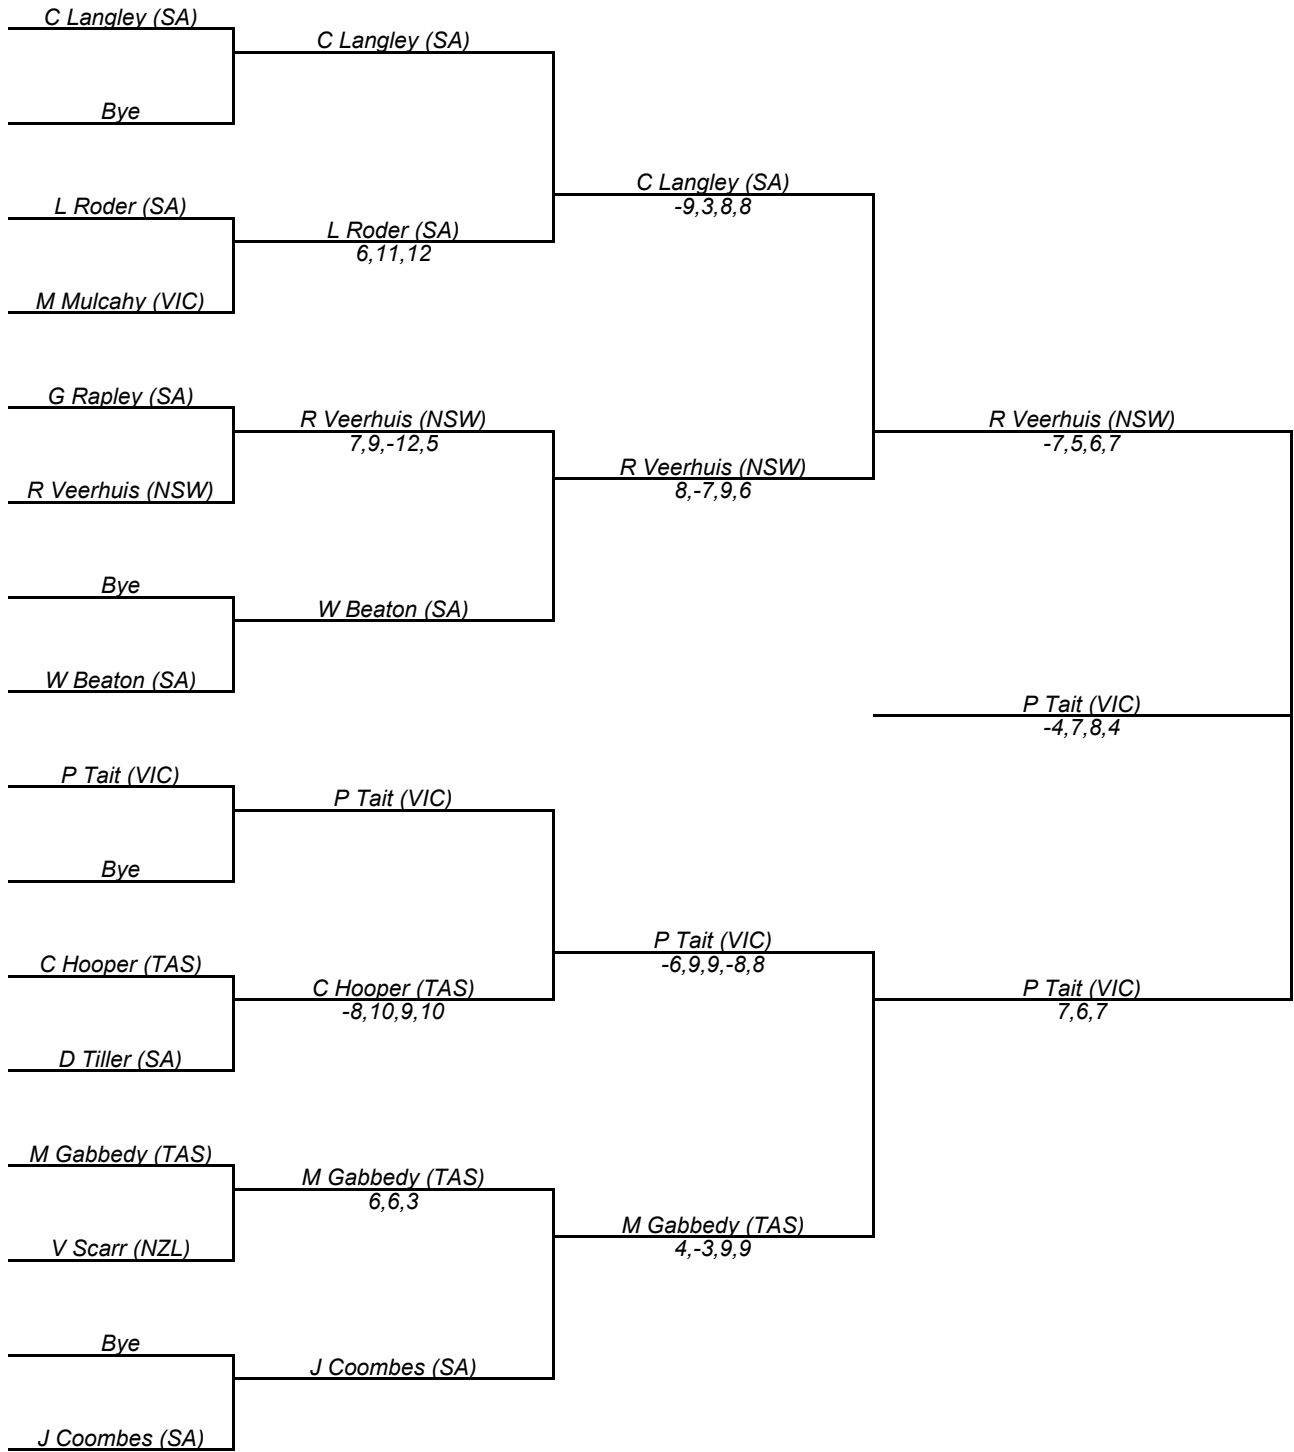 C Langley (SA)
C Langley (SA)
Bye
C Langley (SA)
-9,3,8,8
L Roder (SA)
L Roder (SA)
6,11,12
M Mulcahy (VIC)
G Rapley (SA)
R Veerhuis (NSW)
7,9,-12,5
R Veerhuis (NSW)
-7,5,6,7
R Veerhuis (NSW)
8,-7,9,6
R Veerhuis (NSW)
Bye
W Beaton (SA)
W Beaton (SA)
P Tait (VIC)
-4,7,8,4
P Tait (VIC)
P Tait (VIC)
Bye
P Tait (VIC)
-6,9,9,-8,8
C Hooper (TAS)
C Hooper (TAS)
-8,10,9,10
P Tait (VIC)
7,6,7
D Tiller (SA)
M Gabbedy (TAS)
M Gabbedy (TAS)
6,6,3
M Gabbedy (TAS)
4,-3,9,9
V Scarr (NZL)
Bye
J Coombes (SA)
J Coombes (SA)